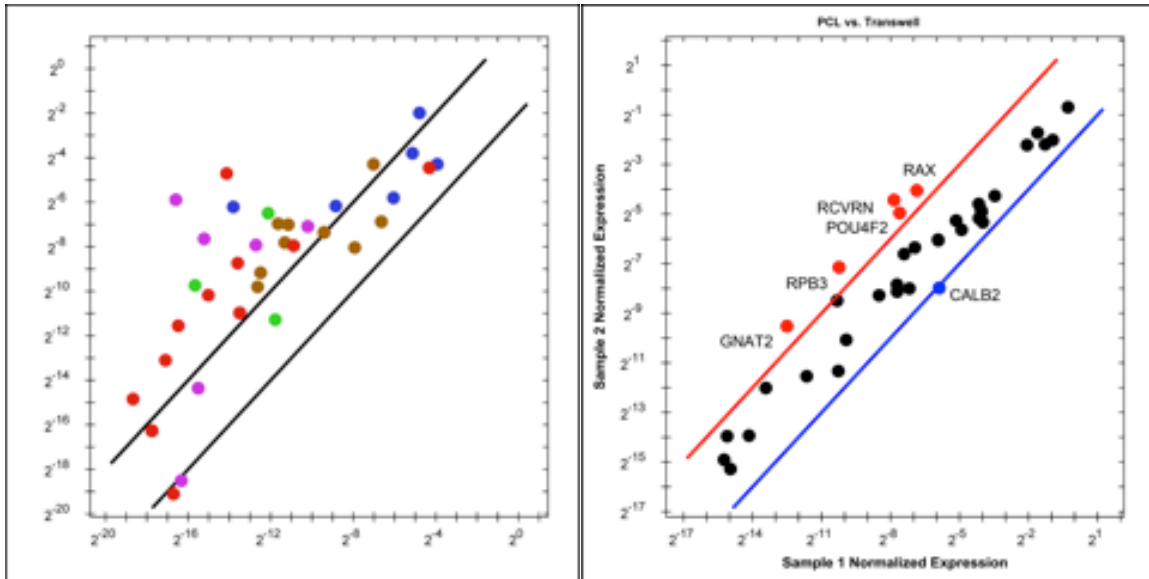 2^0
2^-2
2^-4
2^-6
2^-8
2^-10
2^-12
2^-14
2^-16
2^-18
2^-20
2^-20 2^-16 2^-12 2^-8 2^-4 2^0
PCL vs. Transwell
Sample 2 Normalized Expression
2^1
2^-1
2^-3
2^-5
2^-7
2^-9
2^-11
2^-13
2^-15
2^-17
RAX
RCVRN
POU4F2
RPB3
CALB2
GNAT2
2^-17 2^-14 2^-11 2^-8 2^-5 2^-2 2^1
Sample 1 Normalized Expression